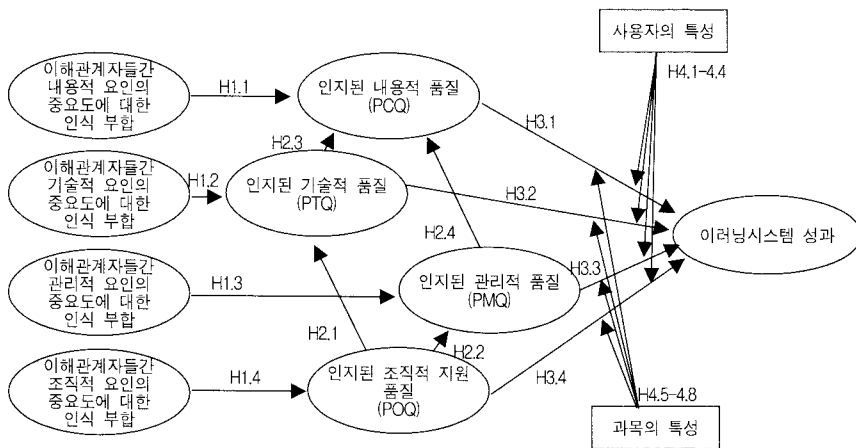 사용자의 특성
H4.1-4.4
이해관계자들간
내용적 요인의
중요도에 대한
인식 부합
H1.1
인지된 내용적 품질
(PCQ)
H3.1
H2.3
이해관계자들간
기술적 요인의
중요도에 대한
인식 부합
H1.2
인지된 기술적 품질
(PTQ)
H3.2
H2.4
이러닝시스템 성과
이해관계자들간
관리적 요인의
중요도에 대한
인식 부합
H1.3
인지된 관리적 품질
(PMQ)
H3.3
H2.1
H2.2
이해관계자들간
조직적 요인의
중요도에 대한
인식 부합
H1.4
인지된 조직적 지원
품질
(POQ)
H3.4
H4.5-4.8
과목의 특성